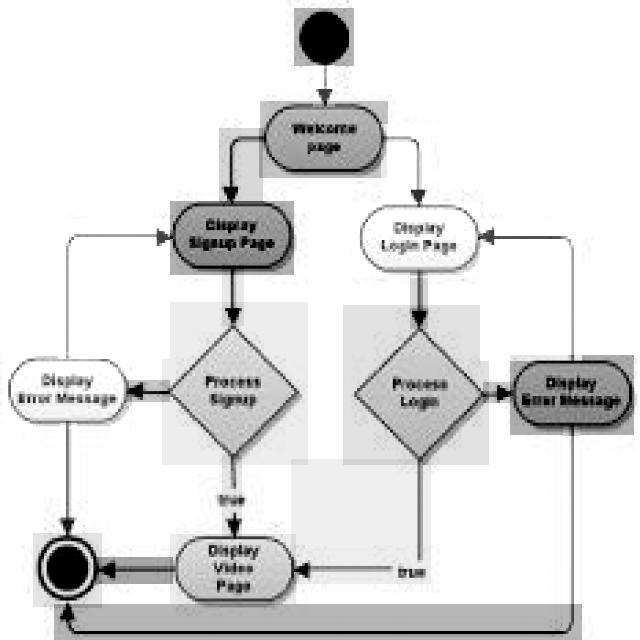 Welcome
page
Display
Signup Page
Display
Login Page
Display
Error Message
Process
Signup
Process
Login
Display
Error Message
true
Display
Video
Page
true